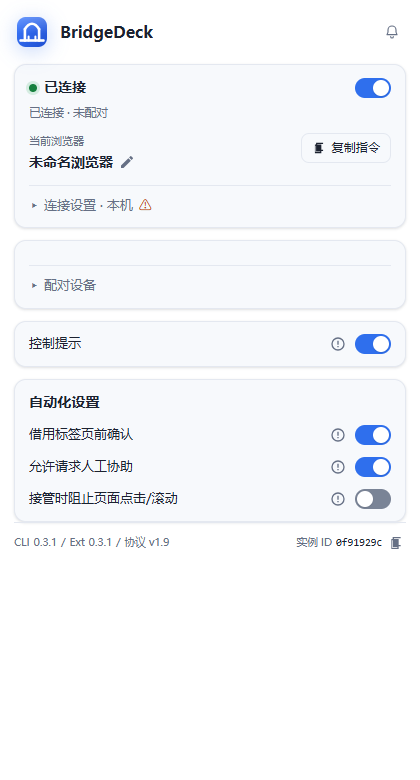 BridgeDeck
已连接
已连接 · 未配对
当前浏览器
未命名浏览器
复制指令
连接设置 · 本机
配对设备
控制提示
自动化设置
借用标签页前确认
允许请求人工协助
接管时阻止页面点击/滚动
CLI 0.3.1 / Ext 0.3.1 / 协议 v1.9
实例 ID 0f91929c